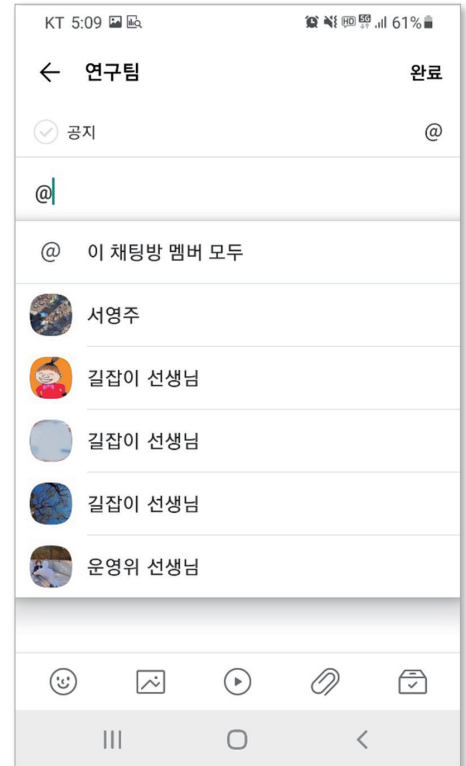 KT 5:09 HD 5G 61%
연구팀 완료
공지 @
@
@ 이 채팅방 멤버 모두
서영주
길잡이 선생님
길잡이 선생님
길잡이 선생님
운영위 선생님